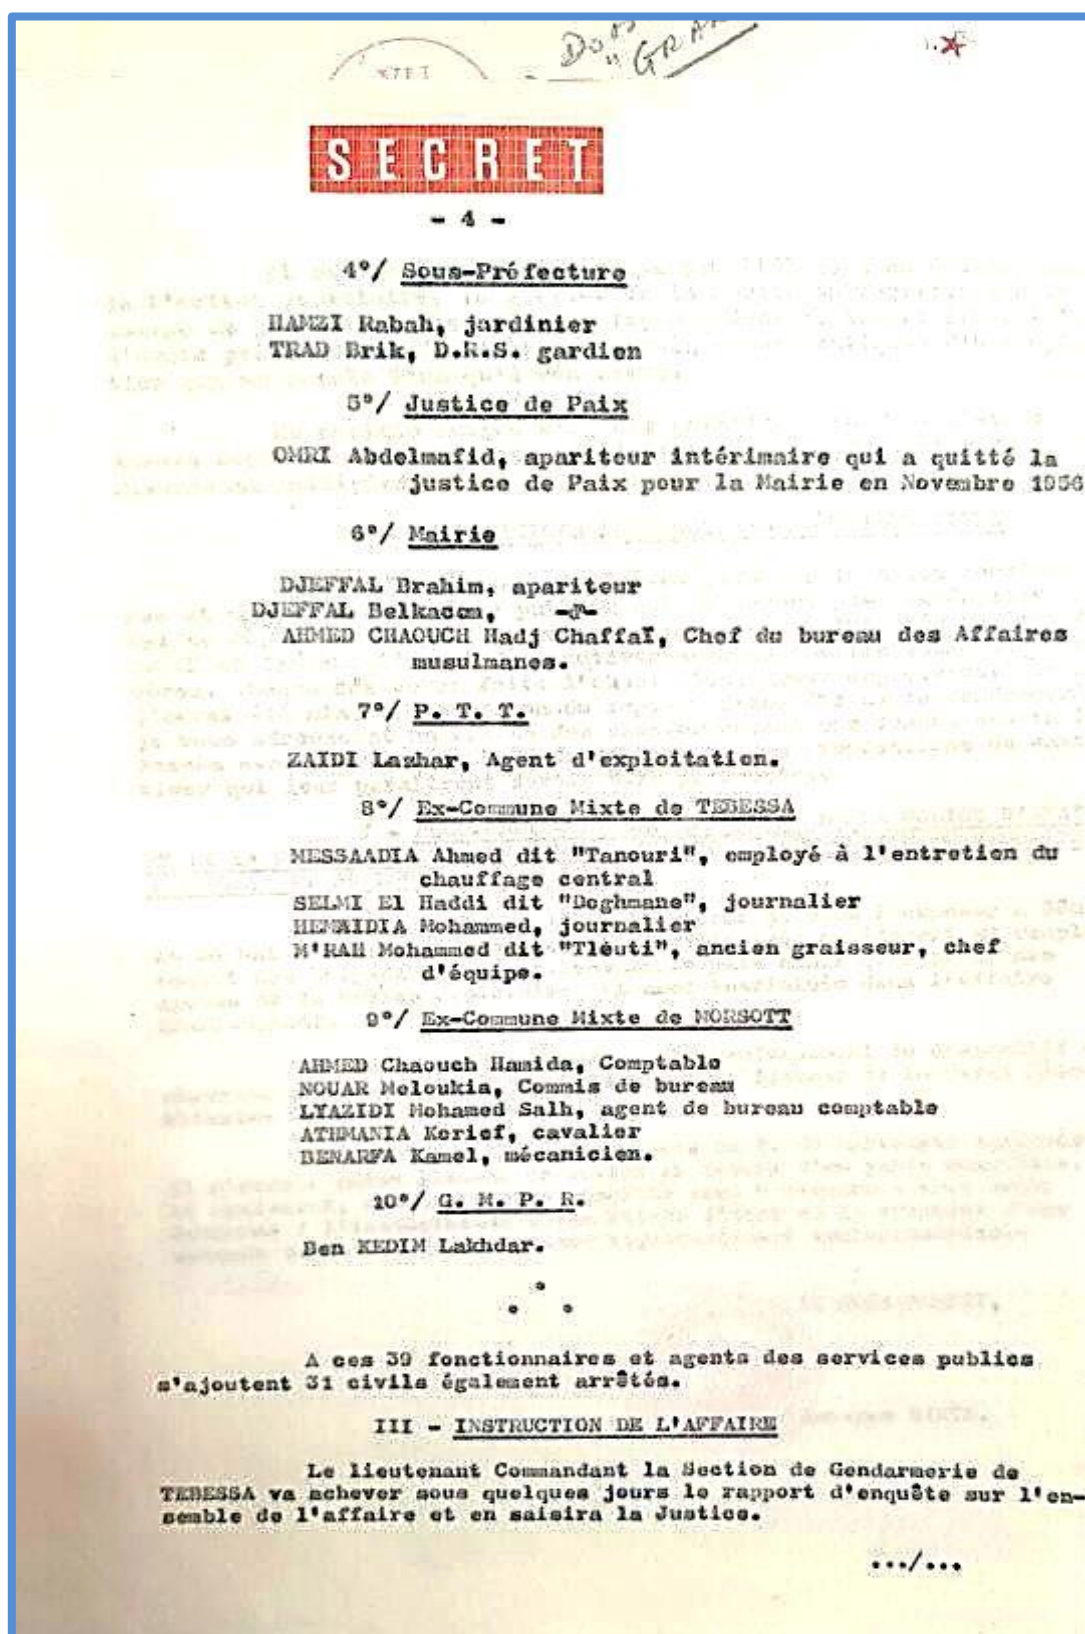 SECRET
- 4 -
4°/ Sous-Préfecture
HAMZI Rabah, jardinier
TRAD Brik, D.R.S. gardien
5°/ Justice de Paix
OMRI Abdelmafid, apariteur intérimaire qui a quitté la
justice de Paix pour la Mairie en Novembre 1956
6°/ Mairie
DJEFFAL Brahim, apariteur
DJEFFAL Belkacem, -d°-
AHMED CHAOUCH Hadj Chaffaï, Chef du bureau des Affaires
musulmanes.
7°/ P. T. T.
ZAIDI Lazhar, Agent d'exploitation.
8°/ Ex-Commune Mixte de TEBESSA
MESSAADIA Ahmed dit "Tanouri", employé à l'entretien du
chauffage central
SELMI El Haddi dit "Doghmane", journalier
HEMAIDIA Mohammed, journalier
M'RAH Mohammed dit "Tléuti", ancien graisseur, chef
d'équipe.
9°/ Ex-Commune Mixte de MORSOTT
AHMED Chaouch Hamida, Comptable
NOUAR Meloukia, Commis de bureau
LYAZIDI Mohamed Salh, agent de bureau comptable
ATHMANIA Kerief, cavalier
BENARFA Kamel, mécanicien.
10°/ G. M. P. R.
Ben KEDIM Lakhdar.
A ces 39 fonctionnaires et agents des services publics
s'ajoutent 31 civils également arrêtés.
III - INSTRUCTION DE L'AFFAIRE
Le lieutenant Commandant la Section de Gendarmerie de
TEBESSA va achever sous quelques jours le rapport d'enquête sur l'en-
semble de l'affaire et en saisira la Justice.
.../...